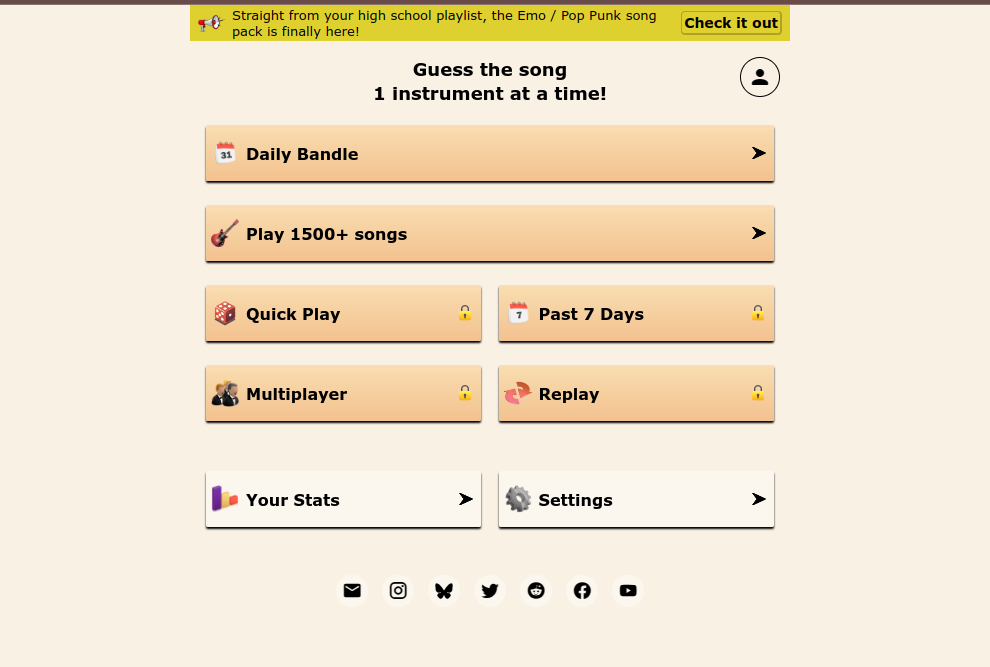 Straight from your high school playlist, the Emo / Pop Punk song
pack is finally here!
Check it out
Guess the song
1 instrument at a time!
31
Daily Bandle
Play 1500+ songs
Quick Play
7
Past 7 Days
Multiplayer
Replay
Your Stats
Settings